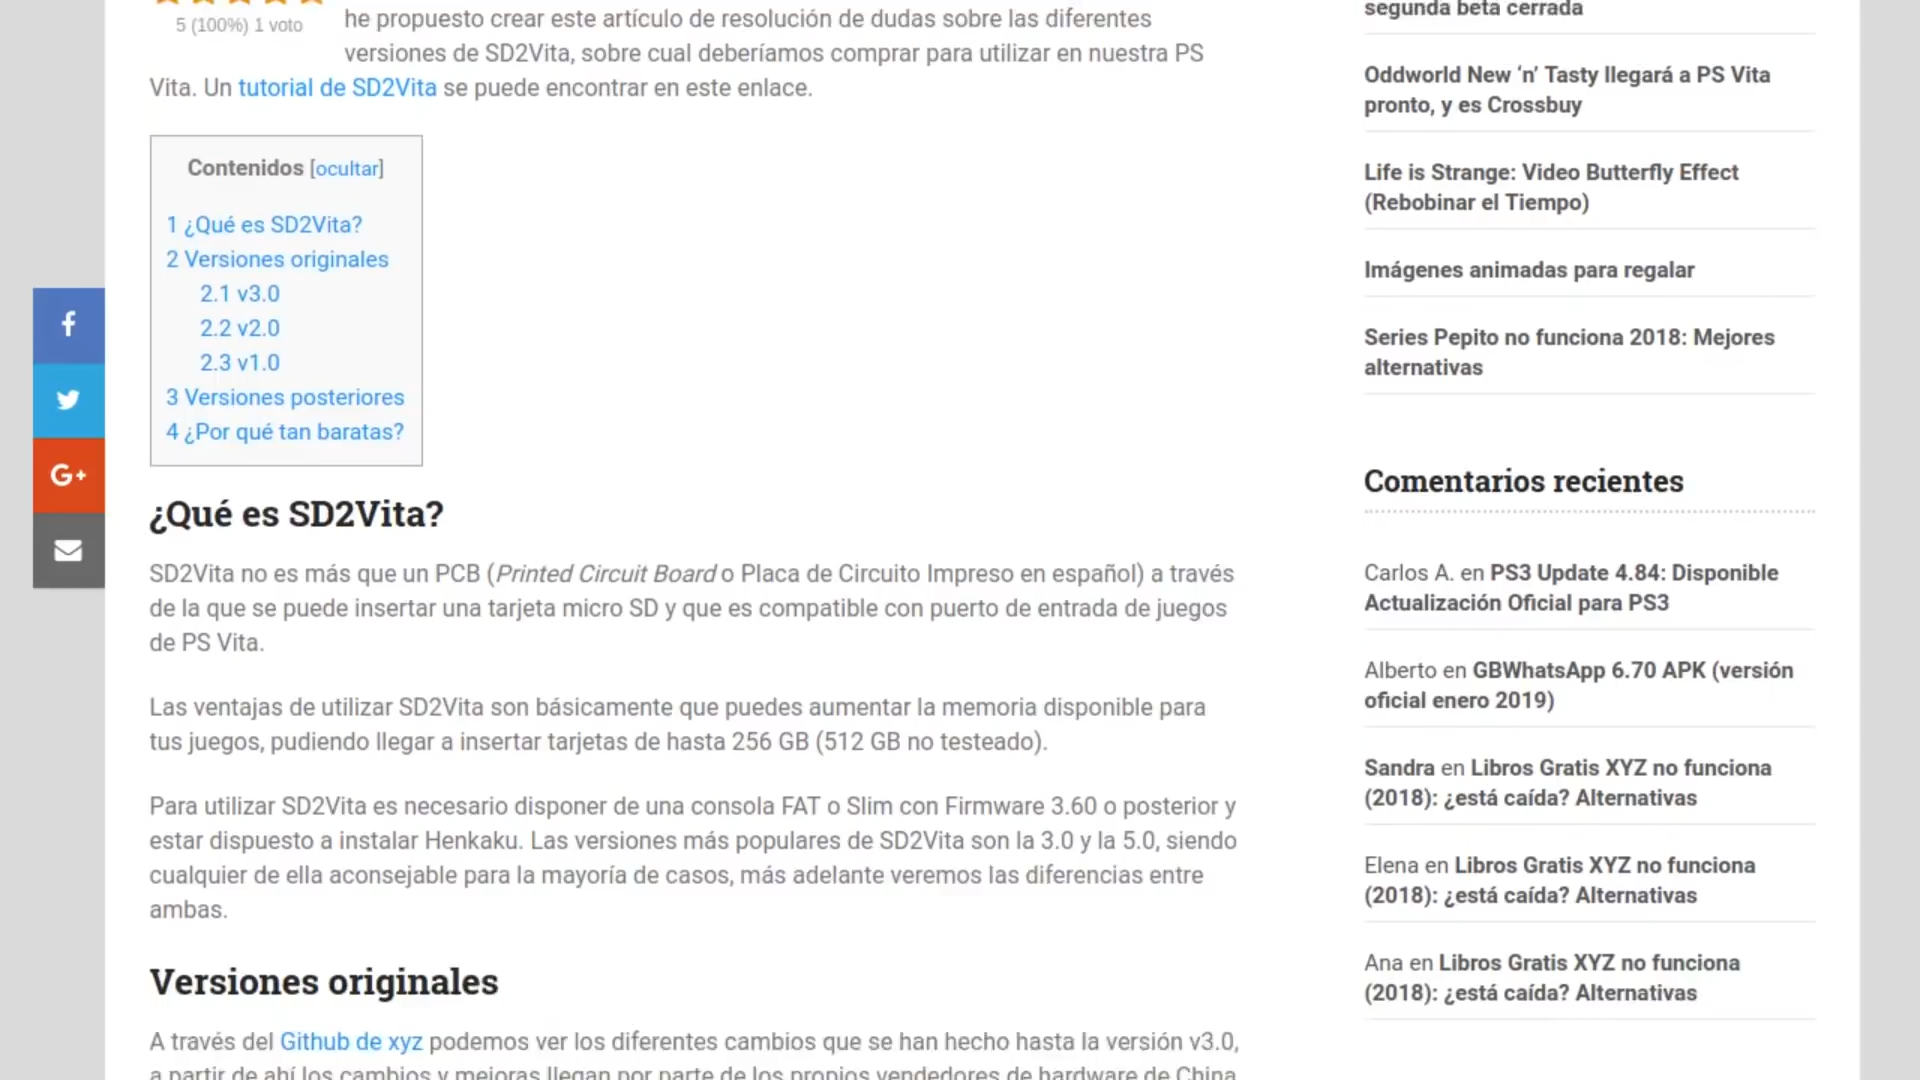 5 (100%) 1 voto
he propuesto crear este artículo de resolución de dudas sobre las diferentes
versiones de SD2Vita, sobre cual deberíamos comprar para utilizar en nuestra PS
Vita. Un tutorial de SD2Vita se puede encontrar en este enlace.
Contenidos [ocultar]
1 ¿Qué es SD2Vita?
2 Versiones originales
2.1 v3.0
2.2 v2.0
2.3 v1.0
3 Versiones posteriores
4 ¿Por qué tan baratas?
G+
¿Qué es SD2Vita?
SD2Vita no es más que un PCB (Printed Circuit Board o Placa de Circuito Impreso en español) a través
de la que se puede insertar una tarjeta micro SD y que es compatible con puerto de entrada de juegos
de PS Vita.
Las ventajas de utilizar SD2Vita son básicamente que puedes aumentar la memoria disponible para
tus juegos, pudiendo llegar a insertar tarjetas de hasta 256 GB (512 GB no testeado).
Para utilizar SD2Vita es necesario disponer de una consola FAT o Slim con Firmware 3.60 o posterior y
estar dispuesto a instalar Henkaku. Las versiones más populares de SD2Vita son la 3.0 y la 5.0, siendo
cualquier de ella aconsejable para la mayoría de casos, más adelante veremos las diferencias entre
ambas.
Versiones originales
A través del Github de xyz podemos ver los diferentes cambios que se han hecho hasta la versión v3.0,
a partir de ahí los cambios y mejoras llegan por parte de los propios vendedores de hardware de China
segunda beta cerrada
Oddworld New ‘n’ Tasty llegará a PS Vita
pronto, y es Crossbuy
Life is Strange: Video Butterfly Effect
(Rebobinar el Tiempo)
Imágenes animadas para regalar
Series Pepito no funciona 2018: Mejores
alternativas
Comentarios recientes
Carlos A. en PS3 Update 4.84: Disponible
Actualización Oficial para PS3
Alberto en GBWhatsApp 6.70 APK (versión
oficial enero 2019)
Sandra en Libros Gratis XYZ no funciona
(2018): ¿está caída? Alternativas
Elena en Libros Gratis XYZ no funciona
(2018): ¿está caída? Alternativas
Ana en Libros Gratis XYZ no funciona
(2018): ¿está caída? Alternativas